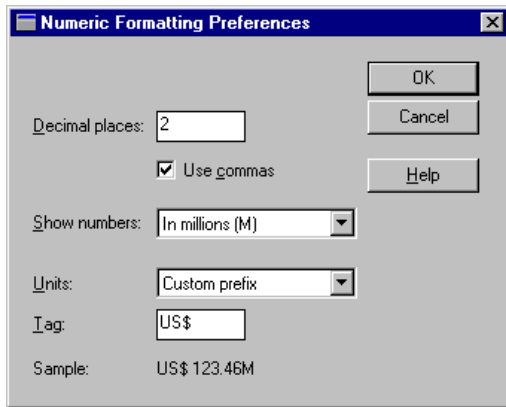 Numeric Formatting Preferences
OK
Decimal places: 2
Cancel
Use commas
Help
Show numbers: In millions (M)
Units: Custom prefix
Tag: US$
Sample: US$ 123.46M